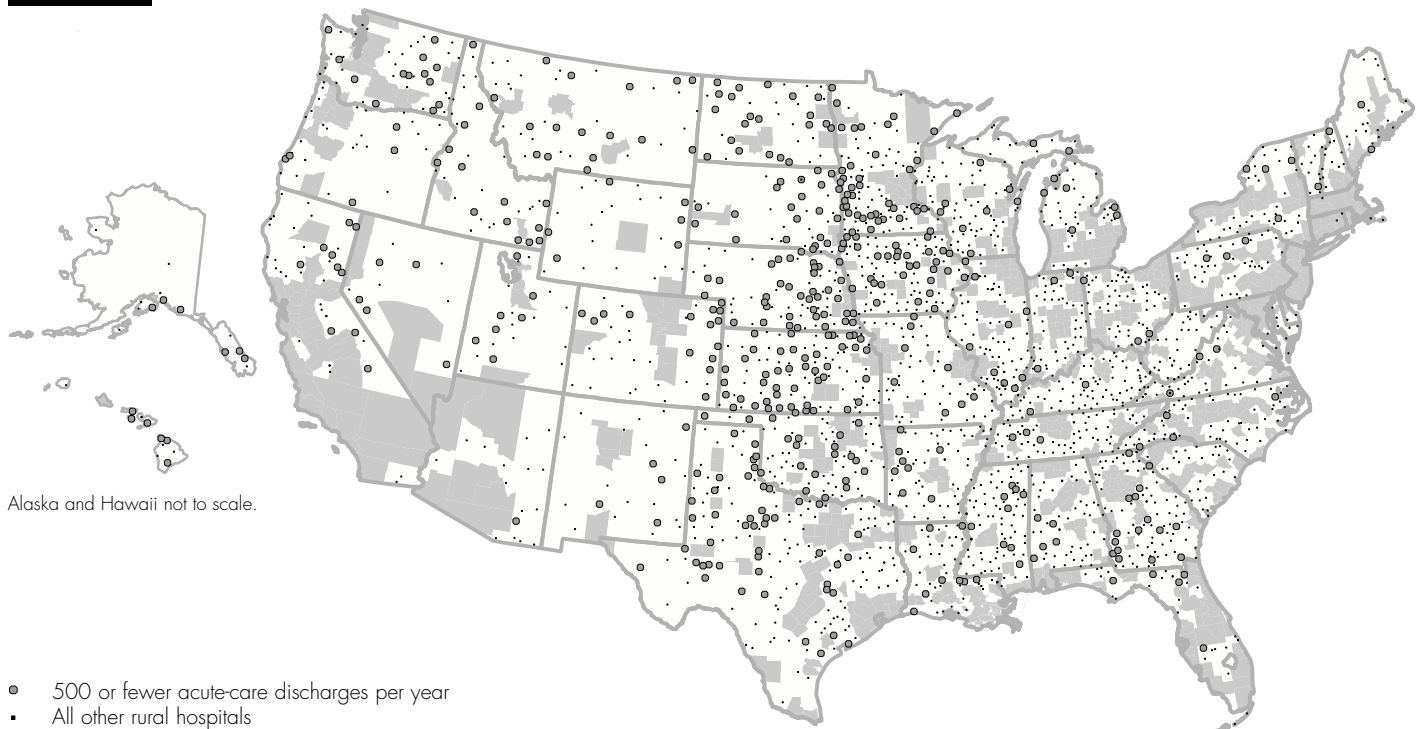 Alaska and Hawaii not to scale.
500 or fewer acute-care discharges per year
All other rural hospitals